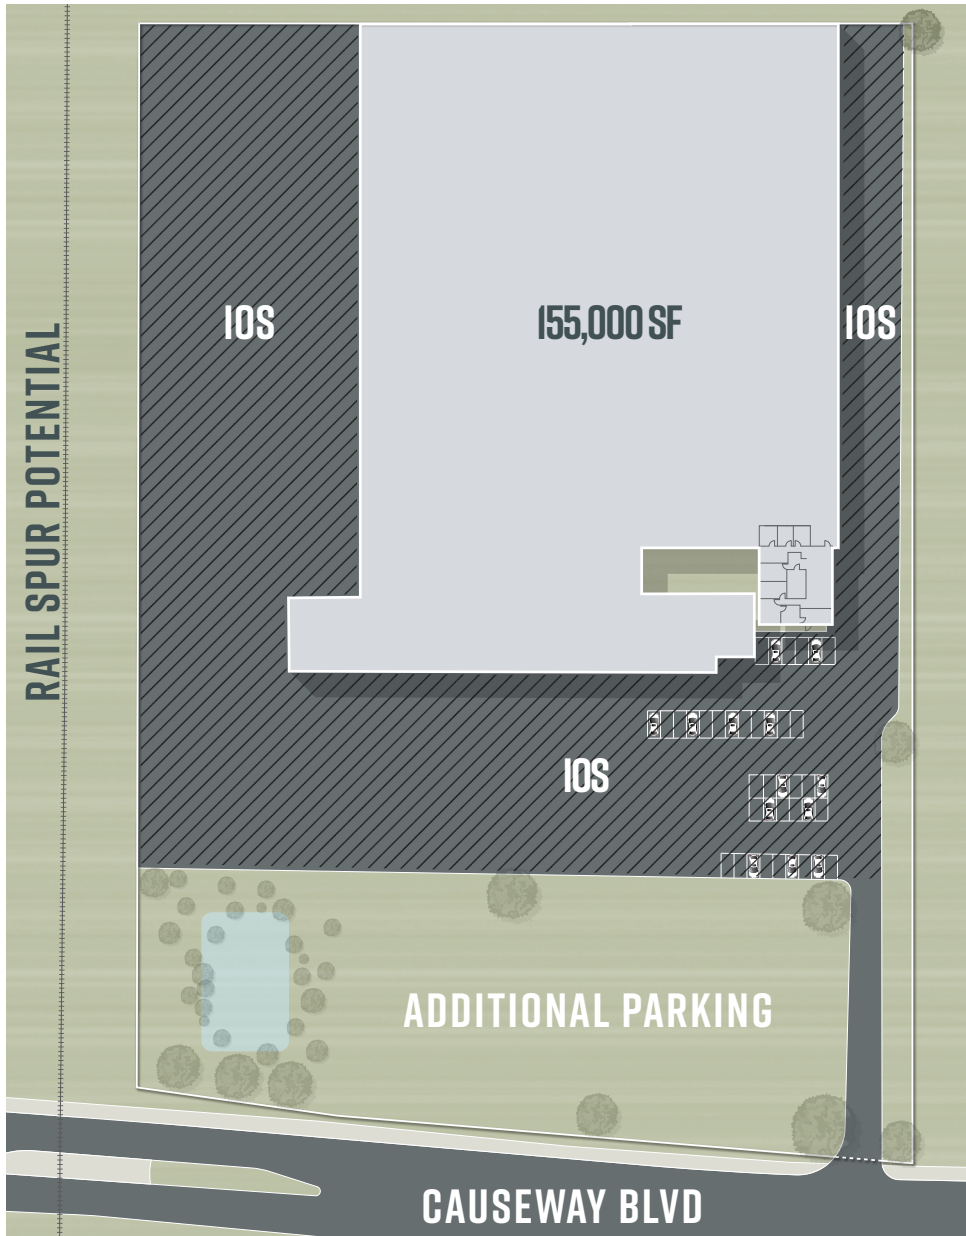 IOS
155,000 SF
IOS
RAIL SPUR POTENTIAL
IOS
ADDITIONAL PARKING
CAUSEWAY BLVD